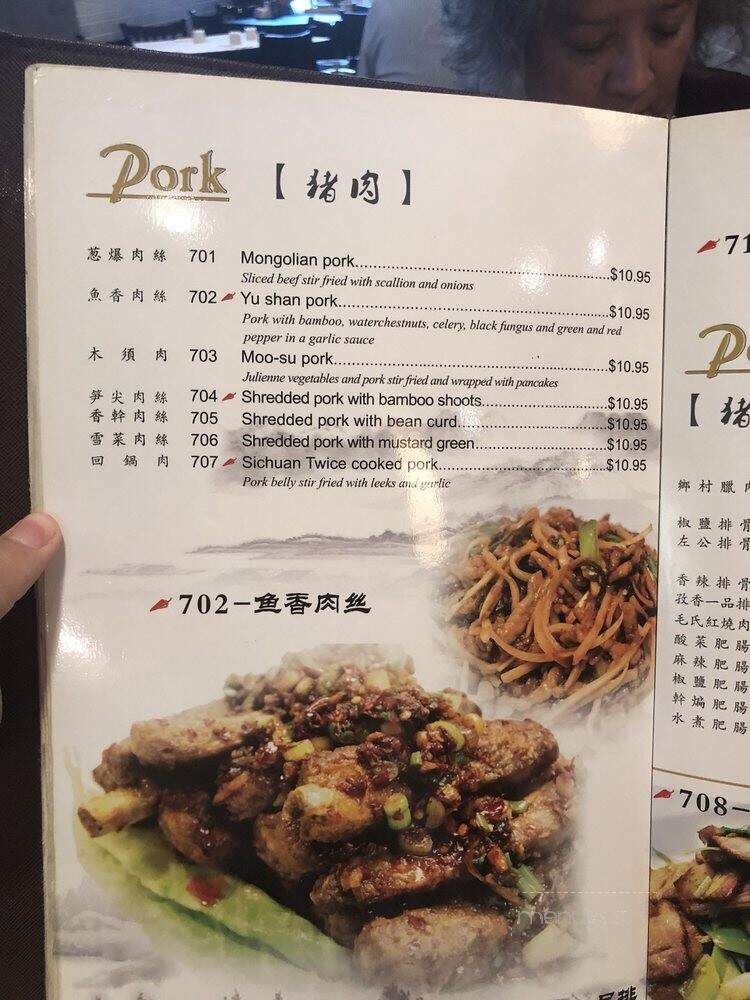 Pork 【 猪肉 】
葱爆肉絲 701 Mongolian pork........$10.95
Sliced beef stir fried with scallion and onions
魚香肉絲 702 Yu shan pork........$10.95
Pork with bamboo, waterchestnuts, celery, black fungus and green and red
pepper in a garlic sauce
木須肉 703 Moo-su pork........$10.95
Julienne vegetables and pork stir fried and wrapped with pancakes
笋尖肉絲 704 Shredded pork with bamboo shoots........$10.95
香幹肉絲 705 Shredded pork with bean curd........$10.95
雪菜肉絲 706 Shredded pork with mustard green........$10.95
回鍋肉 707 Sichuan Twice cooked pork........$10.95
Pork belly stir fried with leeks and garlic
702-鱼香肉丝
71
【 猪
鄉村臘肉
椒鹽排骨
左公排骨
香辣排骨
孜香一品排
毛氏紅燒肉
酸菜肥腸
麻辣肥腸
椒鹽肥腸
幹煸肥腸
水煮肥腸
708-